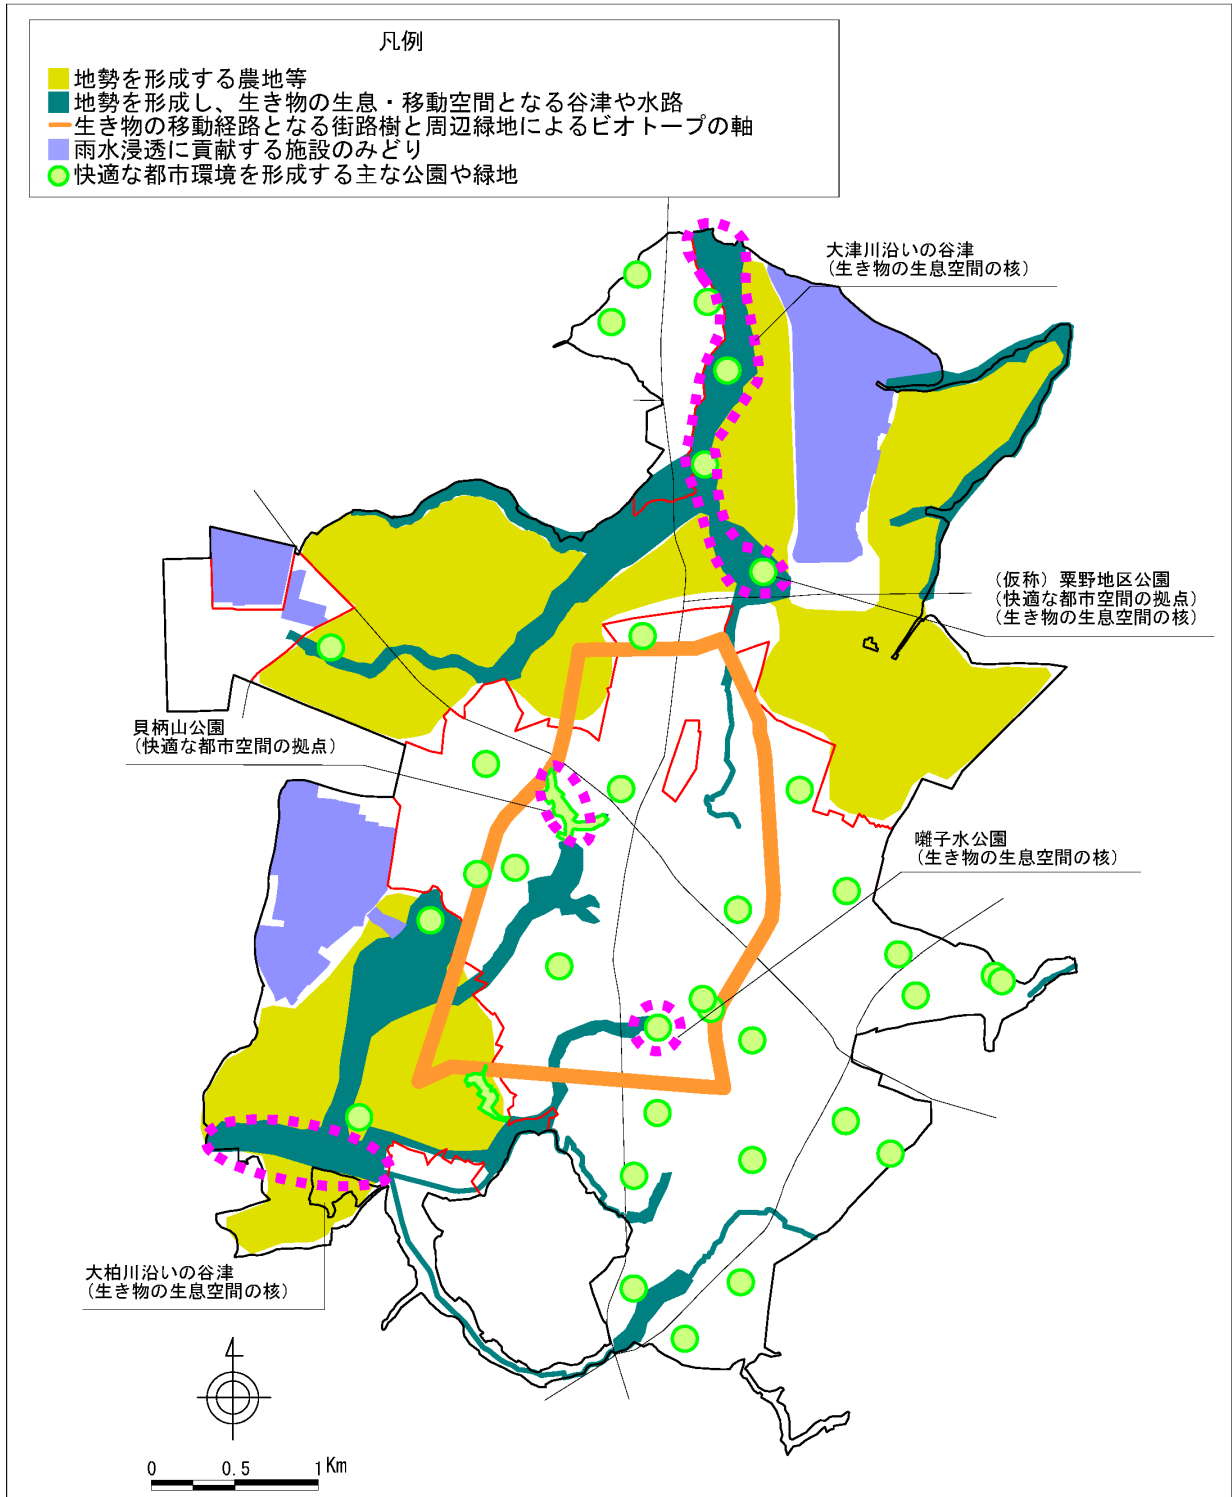 凡例
地勢を形成する農地等
地勢を形成し、生き物の生息・移動空間となる谷津や水路
生き物の移動経路となる街路樹と周辺緑地によるビオトープの軸
雨水浸透に貢献する施設のみどり
快適な都市環境を形成する主な公園や緑地
大津川沿いの谷津
(生き物の生息空間の核)
(仮称)粟野地区公園
(快適な都市空間の拠点)
(生き物の生息空間の核)
貝柄山公園
(快適な都市空間の拠点)
囃子水公園
(生き物の生息空間の核)
大柏川沿いの谷津
(生き物の生息空間の核)
0 0.5 1 Km